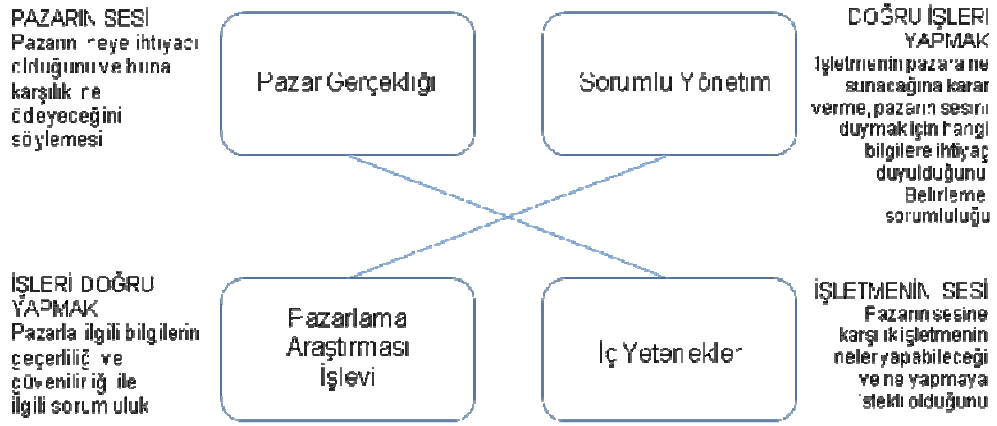 PAZARIN SESİ
Pazarın neye ihtiyacı
olduğunu ve buna
karşılık ne
ödeyeceğini
söylemesi
Pazar Gerçekliği
Sorumlu Yönetim
DOĞRU İŞLERİ
YAPMAK
İşletmenin pazara ne
sunacağına karar
verme, pazarın sesini
duymak için hangi
bilgilere ihtiyaç
duyulduğunu
Belirleme
sorumluluğu
İŞLERİ DOĞRU
YAPMAK
Pazarla ilgili bilgilerin
geçerliliği ve
güvenilirliği ile
ilgili sorumluluk
Pazarlama
Araştırması
İşlevi
İç Yetenekler
İŞLETMENİN SESİ
Pazarın sesine
karşılık işletmenin
neler yapabileceği
ve ne yapmaya
istekli olduğunu